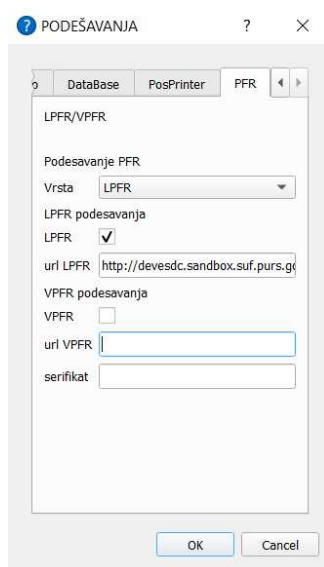 PODEŠAVANJA ? ×
DataBase PosPrinter PFR
LPFR/VPFR
Podesavanje PFR
Vrsta LPFR
LPFR podesavanja
LPFR
url LPFR http://devesdc.sandbox.suf.purs.go
VPFR podesavanja
VPFR
url VPFR
serifikat
OK Cancel